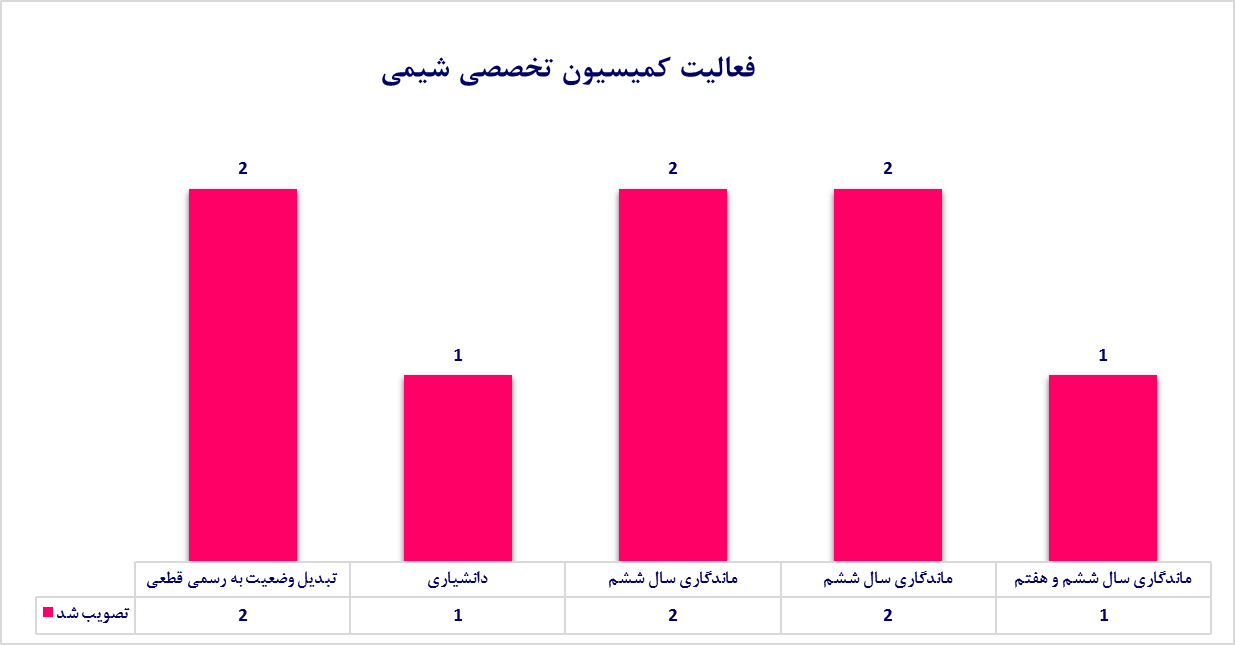 فعالیت کمیسیون تخصصی شیمی
2 1 2 2 1
تبدیل وضعیت به رسمی قطعی دانشیاری ماندگاری سال ششم ماندگاری سال ششم ماندگاری سال ششم و هفتم
تصویب شد 2 1 2 2 1